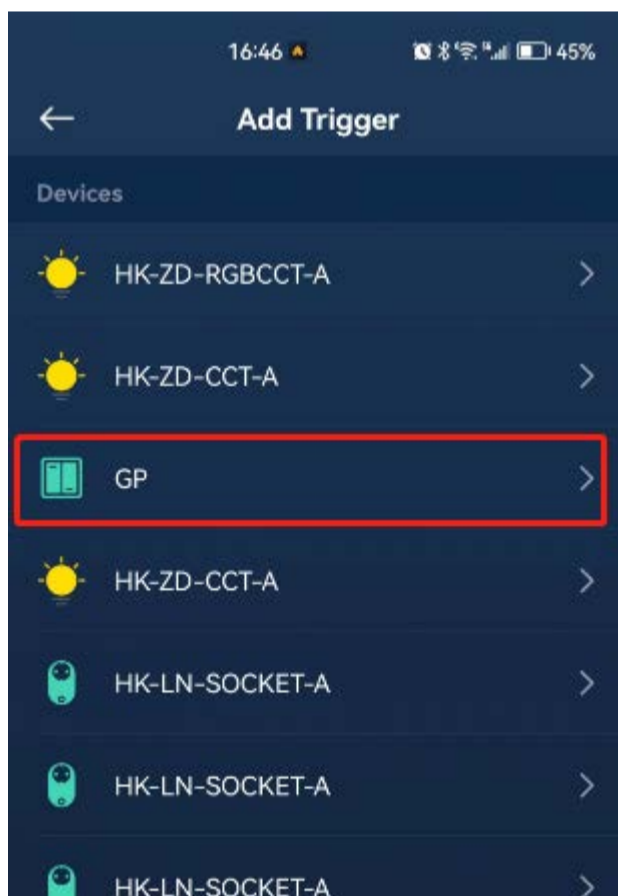 16:46 45%
Add Trigger
Devices
HK-ZD-RGBCCT-A
HK-ZD-CCT-A
GP
HK-ZD-CCT-A
HK-LN-SOCKET-A
HK-LN-SOCKET-A
HK-LN-SOCKET-A